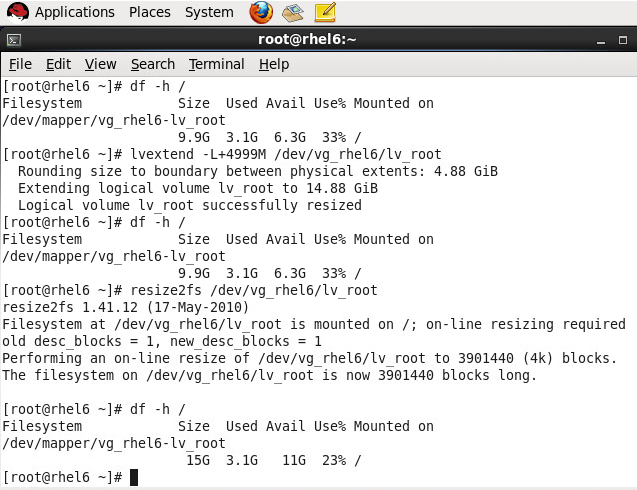 Applications Places System
root@rhel6:~
File Edit View Search Terminal Help
[root@rhel6 ~]# df -h /
Filesystem            Size  Used Avail Use% Mounted on
/dev/mapper/vg_rhel6-lv_root
                      9.9G  3.1G  6.3G  33% /
[root@rhel6 ~]# lvextend -L+4999M /dev/vg_rhel6/lv_root
  Rounding size to boundary between physical extents: 4.88 GiB
  Extending logical volume lv_root to 14.88 GiB
  Logical volume lv_root successfully resized
[root@rhel6 ~]# df -h /
Filesystem            Size  Used Avail Use% Mounted on
/dev/mapper/vg_rhel6-lv_root
                      9.9G  3.1G  6.3G  33% /
[root@rhel6 ~]# resize2fs /dev/vg_rhel6/lv_root
resize2fs 1.41.12 (17-May-2010)
Filesystem at /dev/vg_rhel6/lv_root is mounted on /; on-line resizing required
old desc_blocks = 1, new_desc_blocks = 1
Performing an on-line resize of /dev/vg_rhel6/lv_root to 3901440 (4k) blocks.
The filesystem on /dev/vg_rhel6/lv_root is now 3901440 blocks long.

[root@rhel6 ~]# df -h /
Filesystem            Size  Used Avail Use% Mounted on
/dev/mapper/vg_rhel6-lv_root
                       15G  3.1G   11G  23% /
[root@rhel6 ~]#